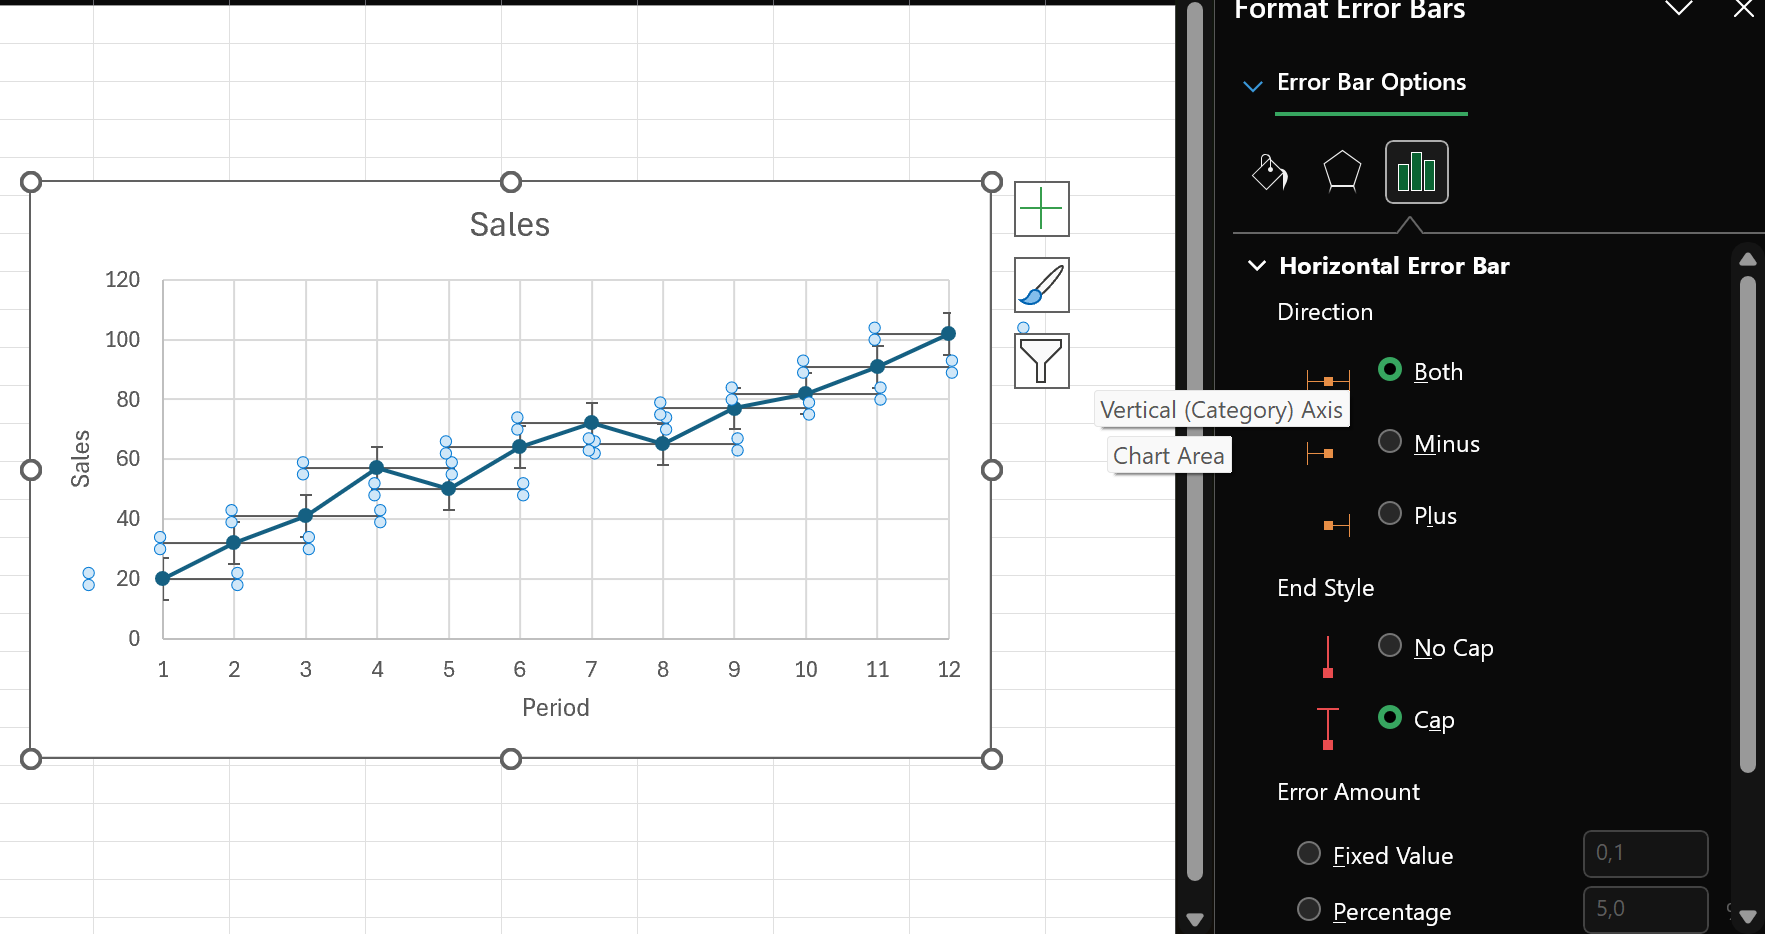 Format Error Bars
Error Bar Options
Horizontal Error Bar
Direction
Both
Minus
Plus
End Style
No Cap
Cap
Error Amount
Fixed Value 0,1
Percentage 5,0
Vertical (Category) Axis
Chart Area
Sales
120
100
80
60
40
20
0
Sales
1 2 3 4 5 6 7 8 9 10 11 12
Period